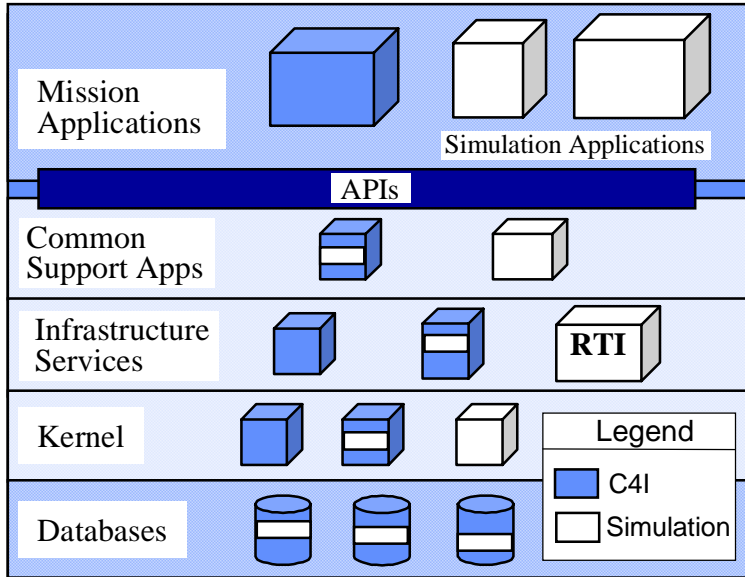 Mission
Applications
Simulation Applications
APIs
Common
Support Apps
Infrastructure
Services
RTI
Kernel
Legend
C4I
Simulation
Databases